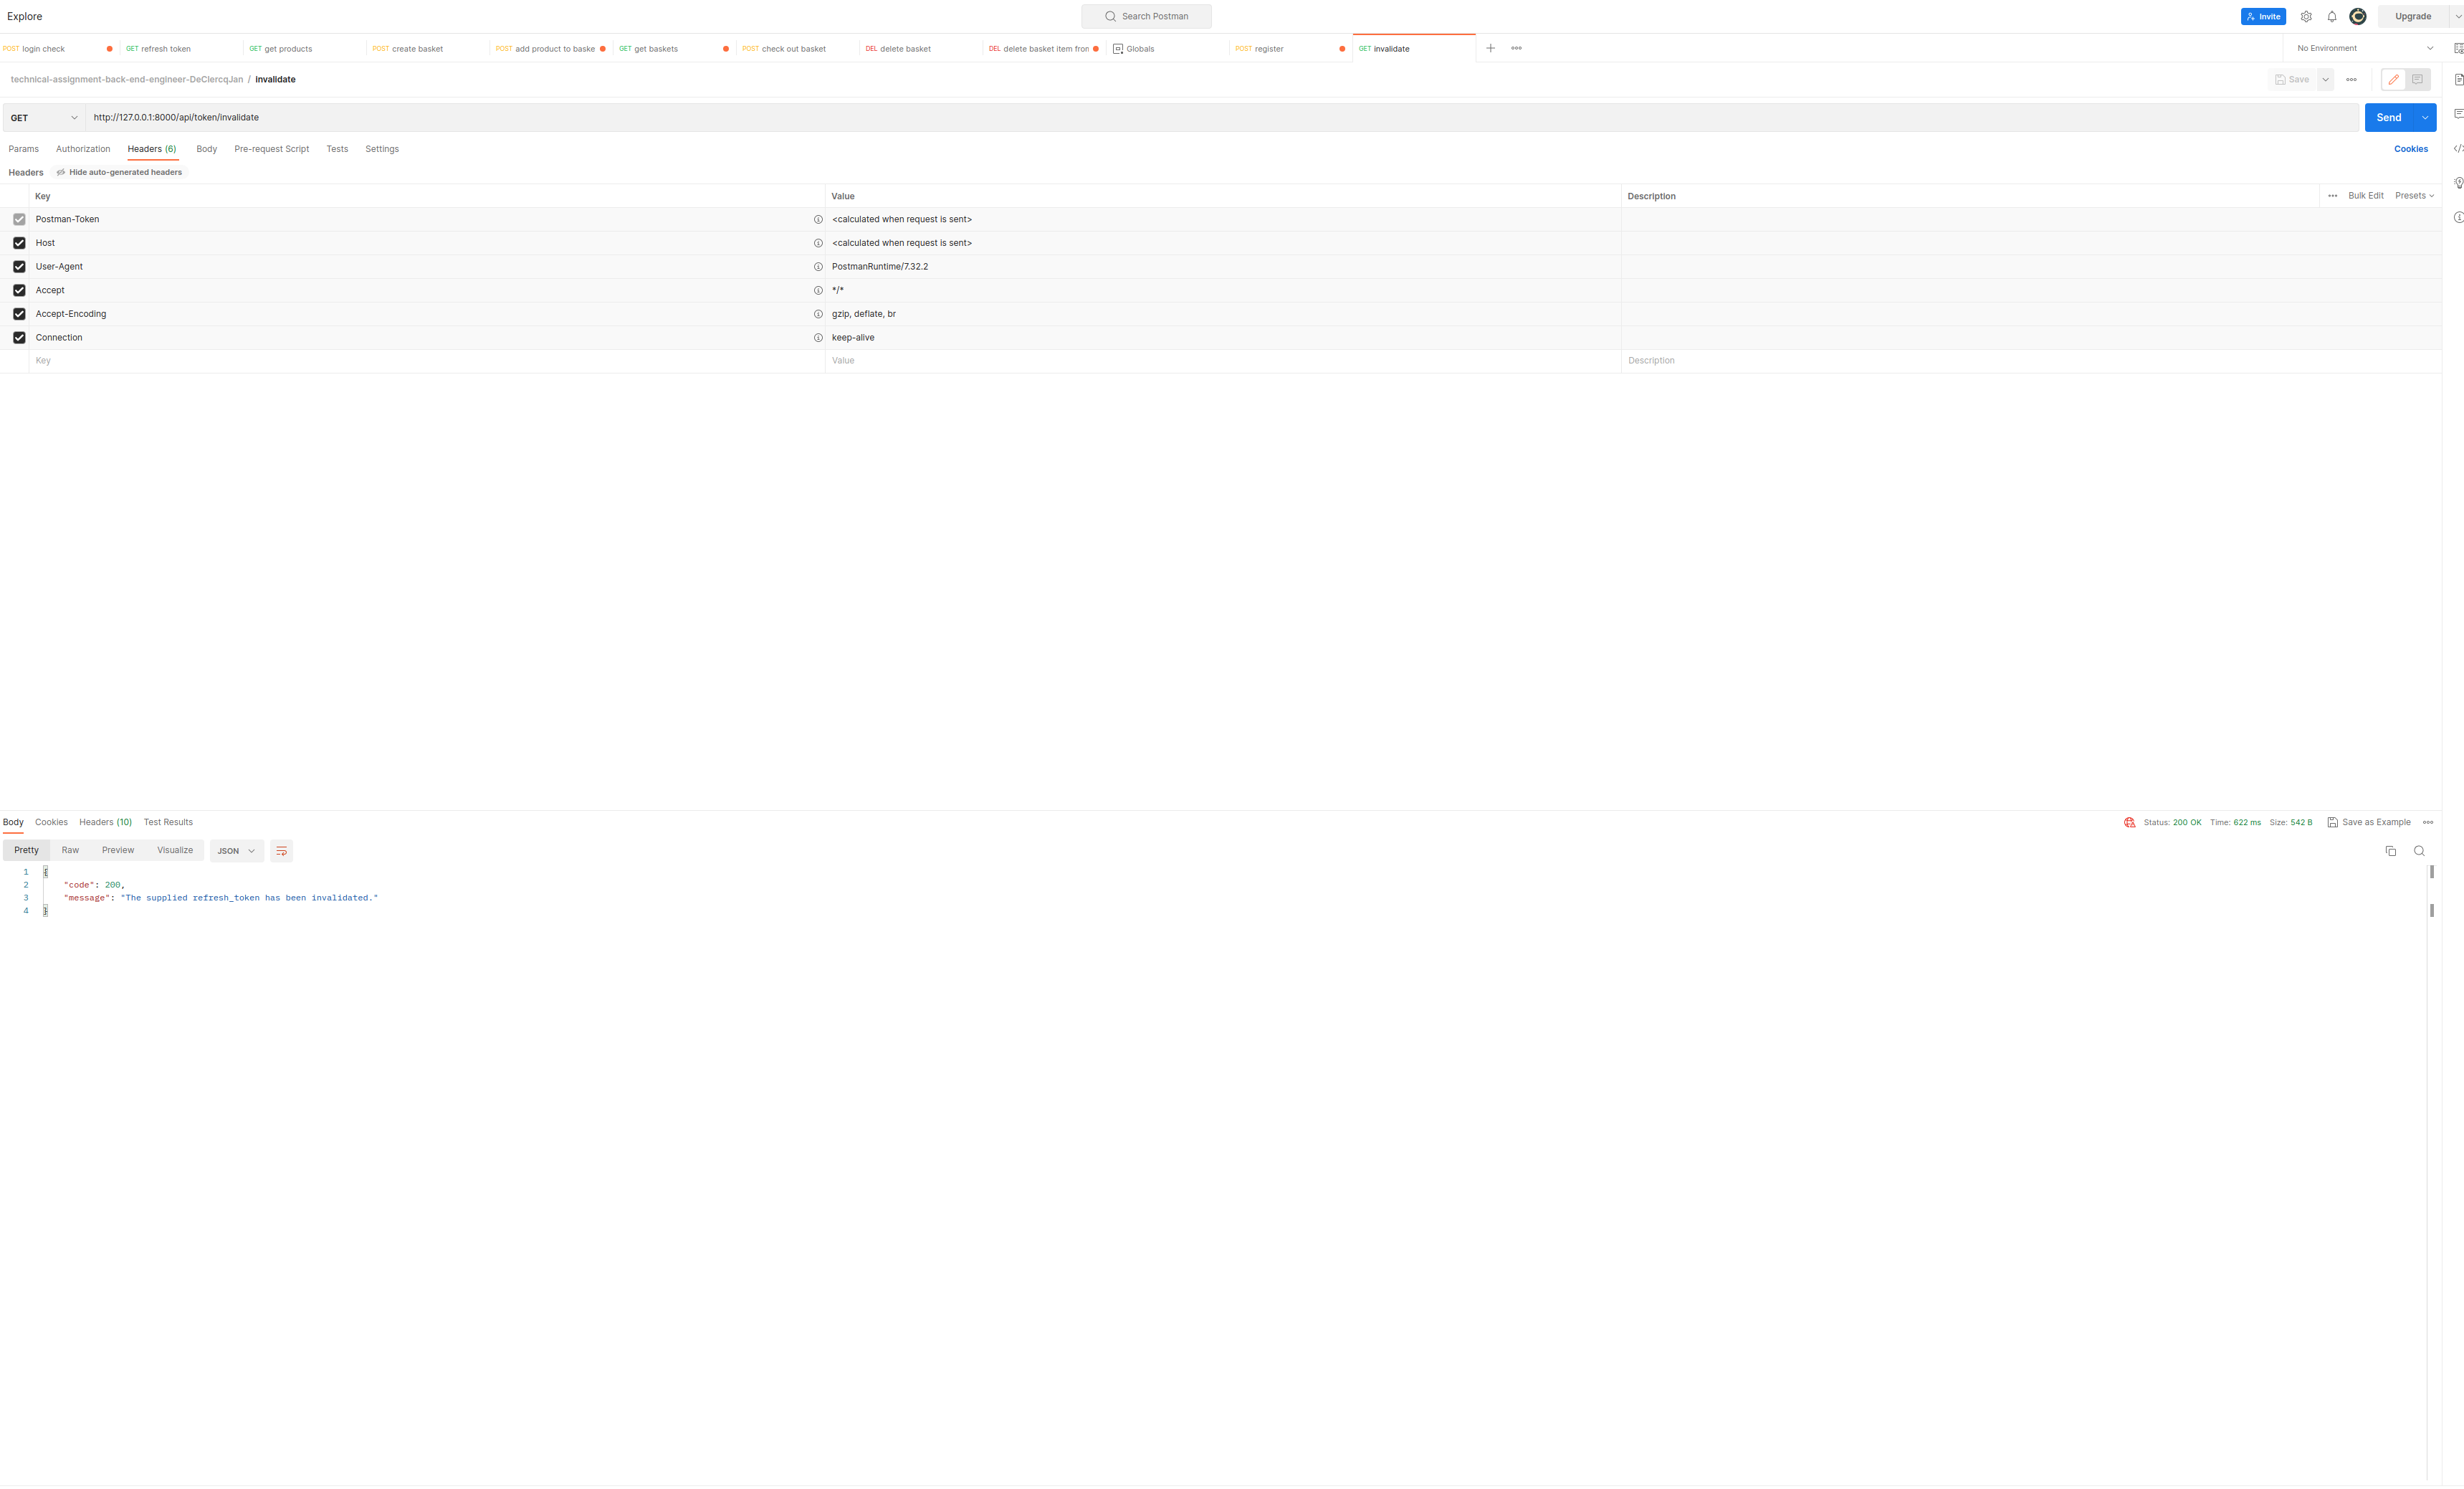 Explore
Search Postman
Invite
Upgrade
POST login check
GET refresh token
GET get products
POST create basket
POST add product to baske
GET get baskets
POST check out basket
DEL delete basket
DEL delete basket item fron
Globals
POST register
GET invalidate
No Environment
technical-assignment-back-end-engineer-DeClercqJan / invalidate
Save
GET
http://127.0.0.1:8000/api/token/invalidate
Send
Params Authorization Headers (6) Body Pre-request Script Tests Settings
Cookies
Headers Hide auto-generated headers
Key Value Description Bulk Edit Presets
Postman-Token <calculated when request is sent>
Host <calculated when request is sent>
User-Agent PostmanRuntime/7.32.2
Accept */*
Accept-Encoding gzip, deflate, br
Connection keep-alive
Key Value Description
Body Cookies Headers (10) Test Results
Status: 200 OK Time: 622 ms Size: 542 B Save as Example
Pretty Raw Preview Visualize JSON
1 {
2 "code": 200,
3 "message": "The supplied refresh_token has been invalidated."
4 }